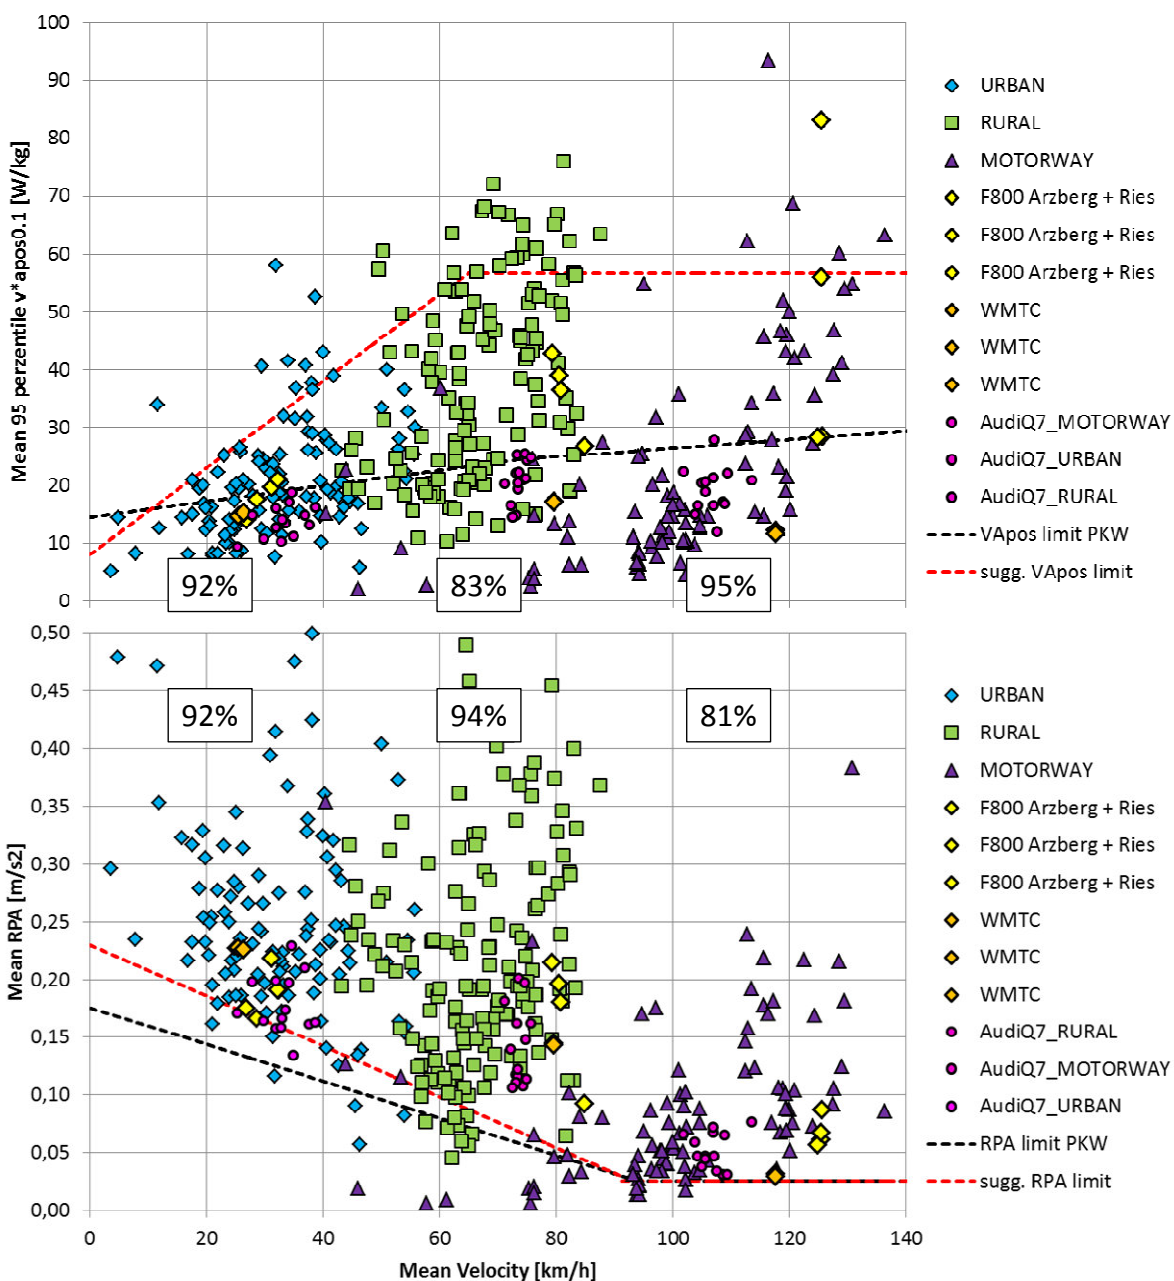 100
90
80
70
60
50
40
30
20
10
0
Mean 95 perzentile v*apos0.1 [W/kg]
92%
83%
95%
URBAN
RURAL
MOTORWAY
F800 Arzberg + Ries
F800 Arzberg + Ries
F800 Arzberg + Ries
WMTC
WMTC
WMTC
AudiQ7_MOTORWAY
AudiQ7_URBAN
AudiQ7_RURAL
VApos limit PKW
sugg. VApos limit
0,50
0,45
0,40
0,35
0,30
0,25
0,20
0,15
0,10
0,05
0,00
Mean RPA [m/s2]
92%
94%
81%
0 20 40 60 80 100 120 140
Mean Velocity [km/h]
URBAN
RURAL
MOTORWAY
F800 Arzberg + Ries
F800 Arzberg + Ries
F800 Arzberg + Ries
WMTC
WMTC
WMTC
AudiQ7_RURAL
AudiQ7_MOTORWAY
AudiQ7_URBAN
RPA limit PKW
sugg. RPA limit